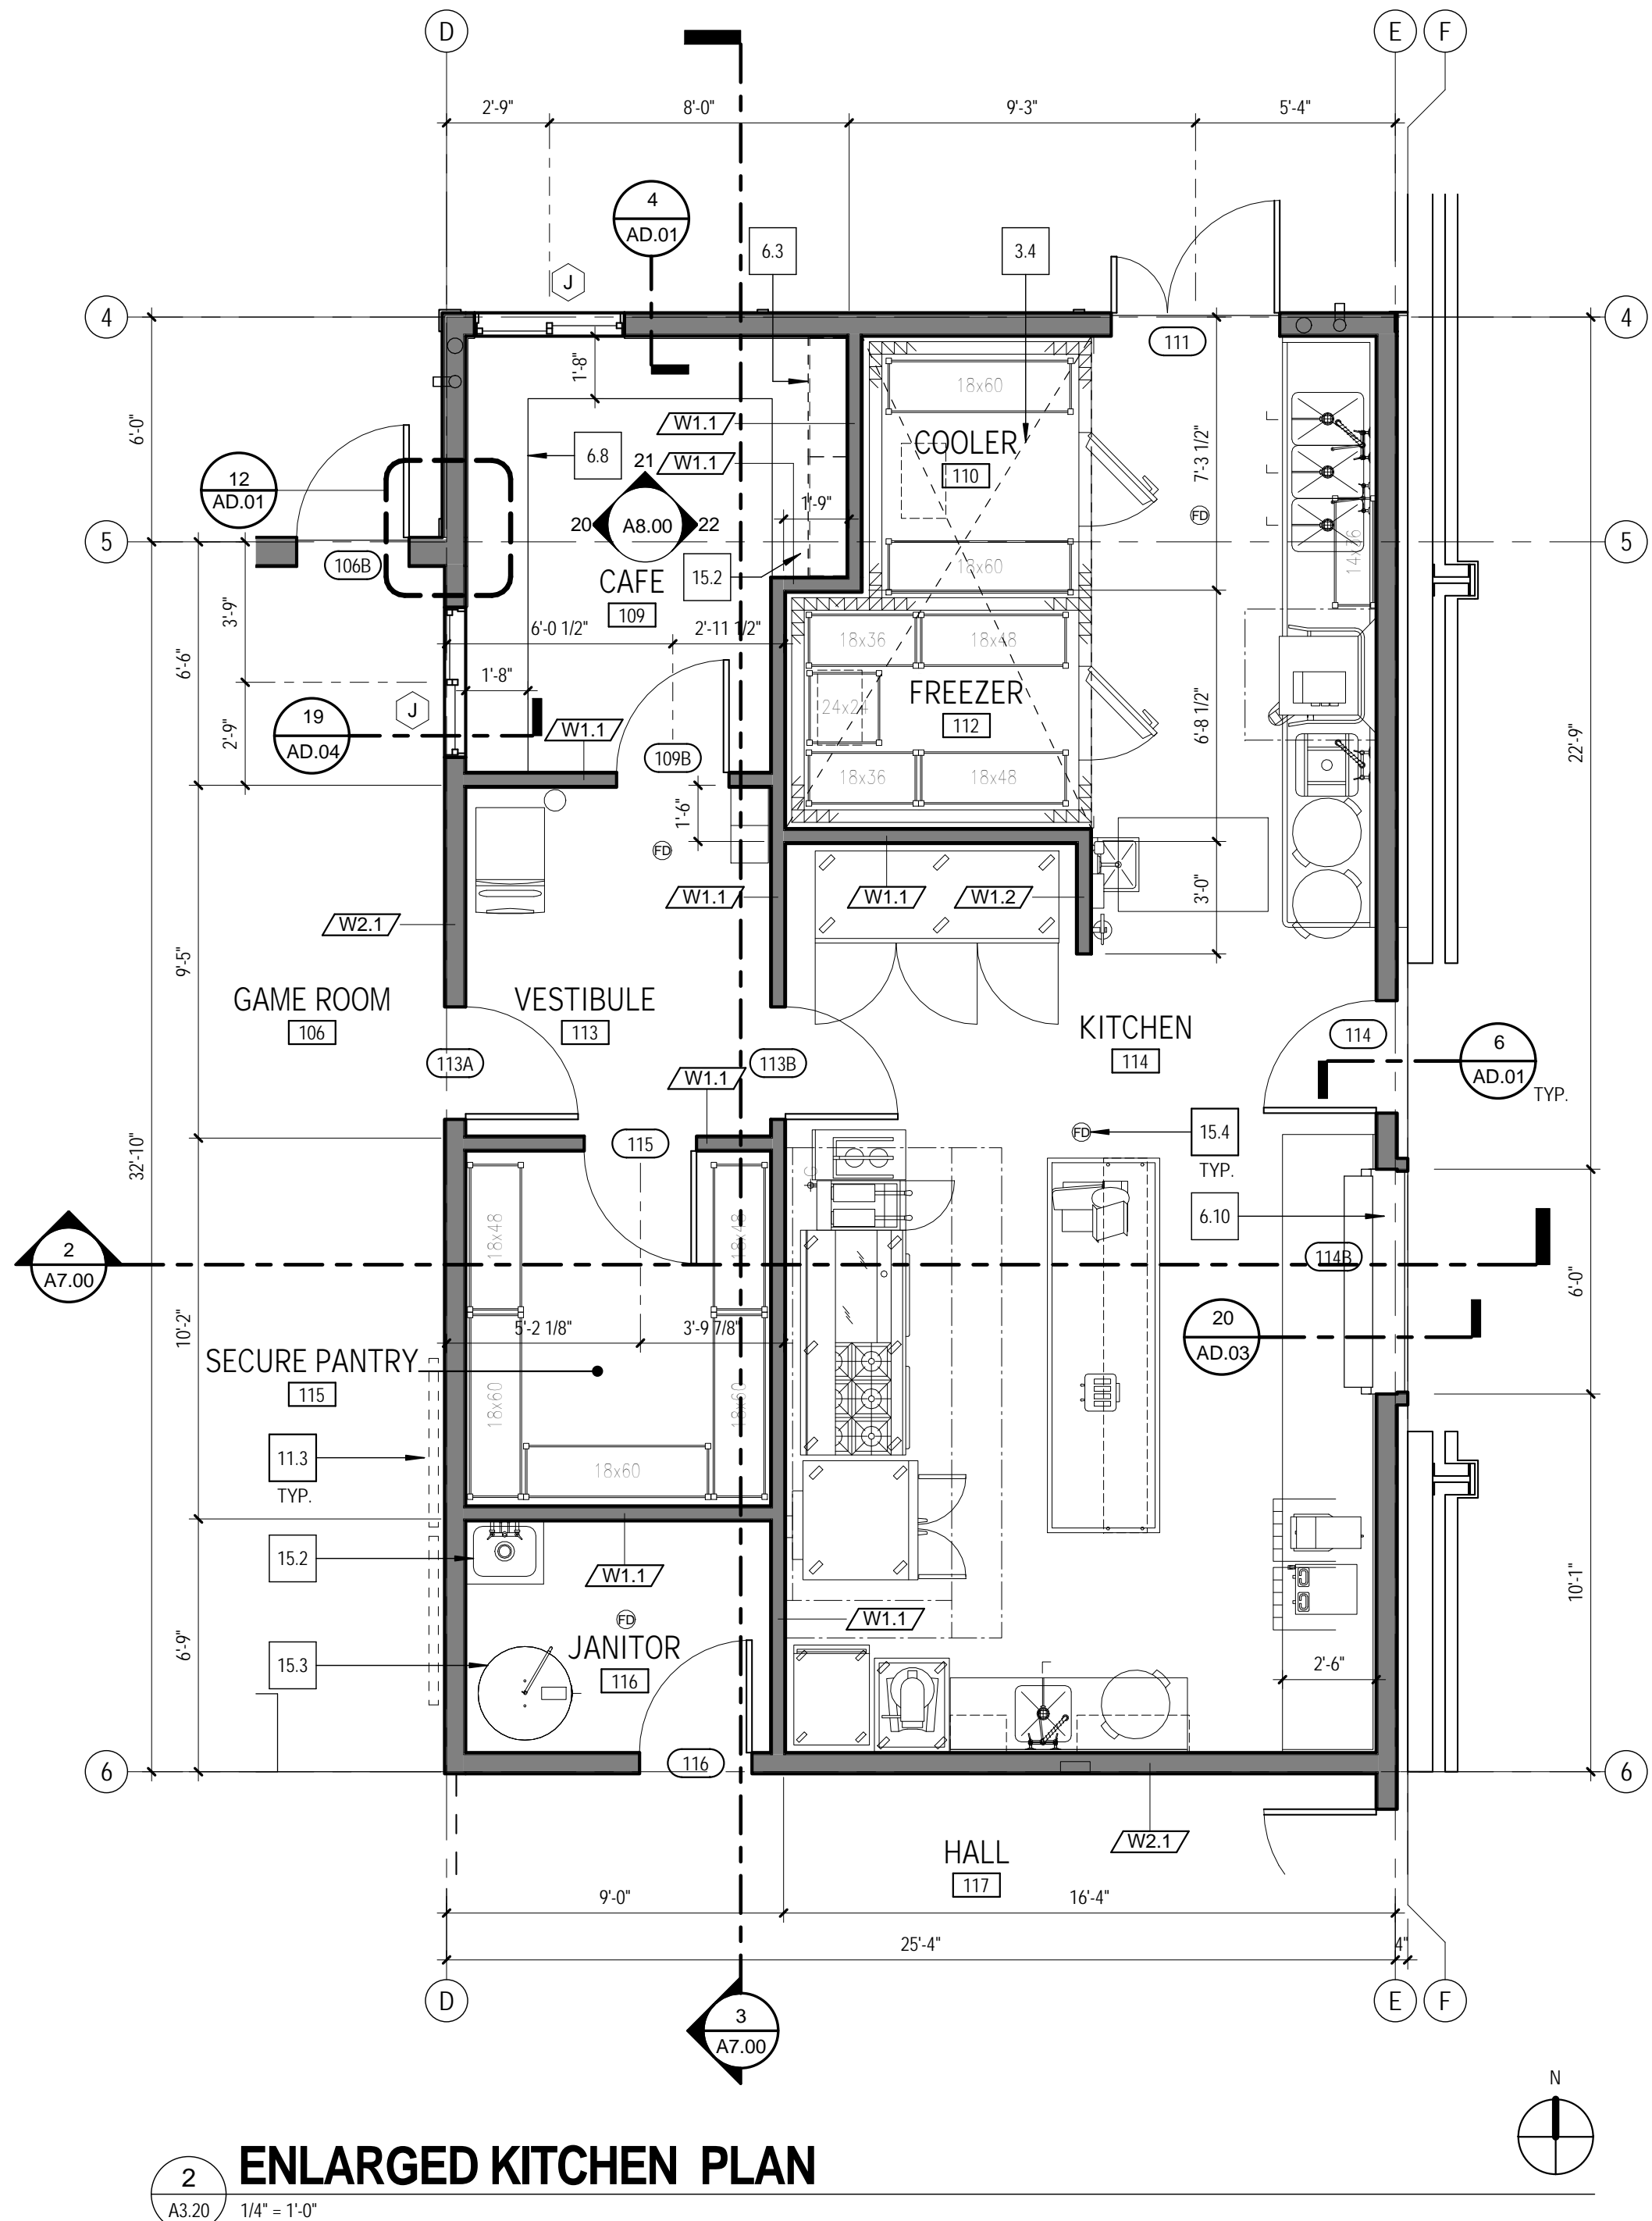 D
E
F
2'-9"
8'-0"
9'-3"
5'-4"
4
AD.01
6.3
3.4
J
4
4
111
1'-8"
18x60
6'-0"
W1.1
COOLER
110
7'-3 1/2"
6.8
21
W1.1
12
AD.01
20
A8.00
22
1'-9"
FD
5
5
106B
CAFE
109
15.2
18x60
14x36
3'-9"
6'-0 1/2"
2'-11 1/2"
18x36
18x48
6'-6"
1'-8"
FREEZER
112
24x24
J
19
AD.04
2'-9"
W1.1
109B
6'-8 1/2"
22'-9"
18x36
18x48
1'-6"
FD
W1.1
W1.1
W1.2
3'-0"
W2.1
9'-5"
GAME ROOM
106
VESTIBULE
113
KITCHEN
114
114
6
AD.01
TYP.
113A
113B
W1.1
32'-10"
115
FD
15.4
TYP.
18x48
18x48
6.10
2
A7.00
114B
6'-0"
10'-2"
5'-2 1/8"
3'-9 7/8"
20
AD.03
SECURE PANTRY
115
18x60
18x60
11.3
TYP.
18x60
15.2
W1.1
10'-1"
FD
W1.1
6'-9"
15.3
JANITOR
116
2'-6"
6
116
6
W2.1
HALL
117
9'-0"
16'-4"
25'-4"
4"
D
E
F
3
A7.00
N
2
A3.20
ENLARGED KITCHEN PLAN
1/4" = 1'-0"